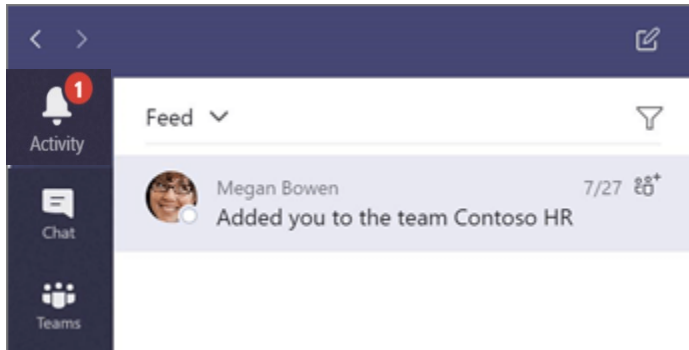 1
Activity
Feed
Megan Bowen 7/27
Added you to the team Contoso HR
Chat
Teams